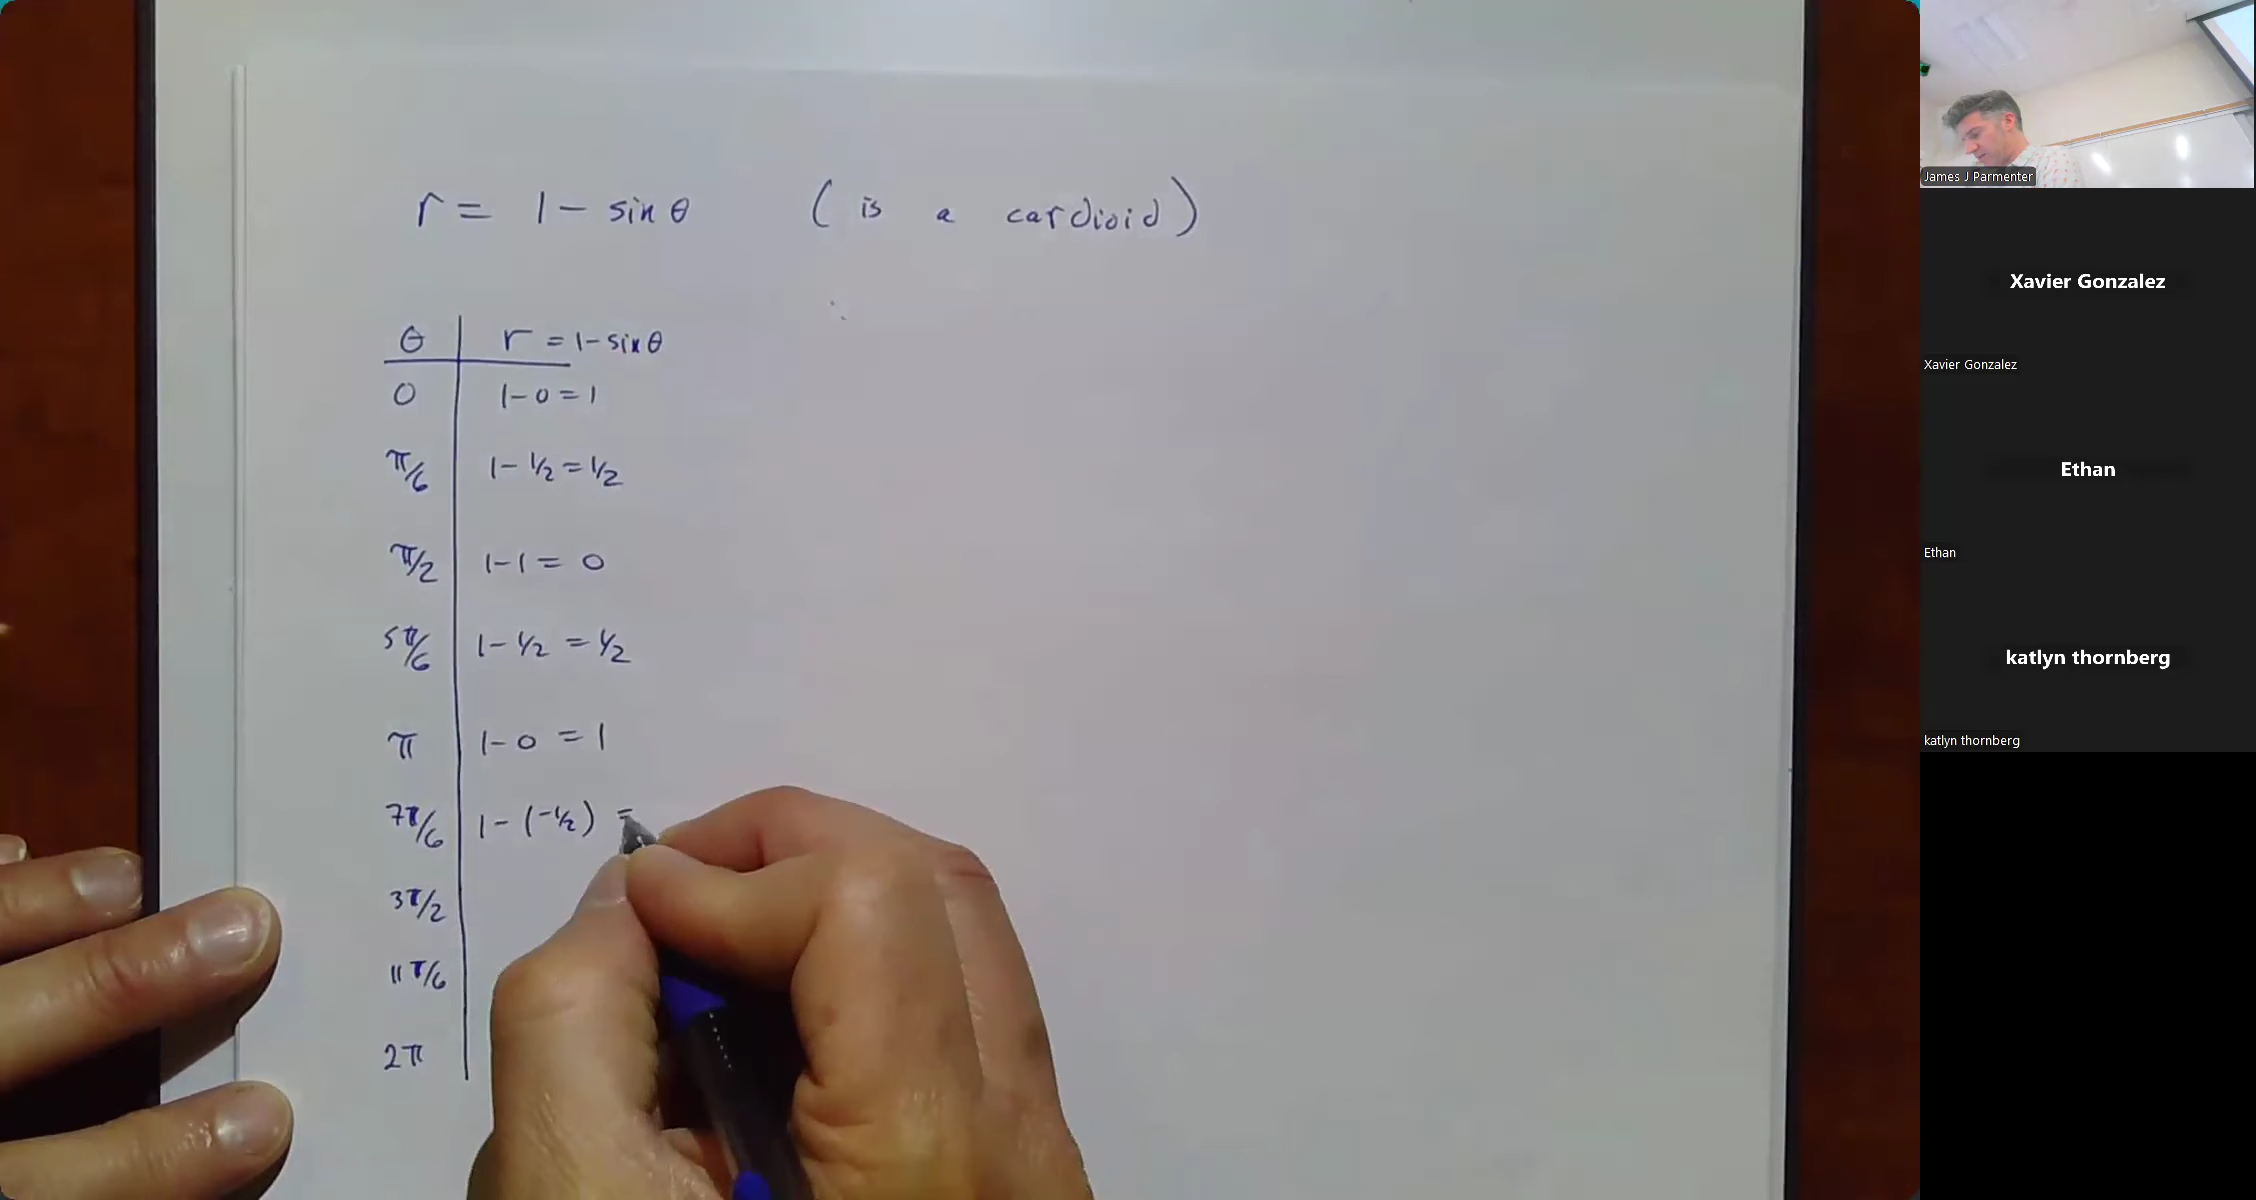 r = 1 - sin θ ( is a cardioid )
θ | r = 1 - sin θ
0 | 1 - 0 = 1
π/6 | 1 - 1/2 = 1/2
π/2 | 1 - 1 = 0
5π/6 | 1 - 1/2 = 1/2
π | 1 - 0 = 1
7π/6 | 1 - (-1/2) =
3π/2
11π/6
2π
James J Parmenter
Xavier Gonzalez
Xavier Gonzalez
Ethan
Ethan
katlyn thornberg
katlyn thornberg